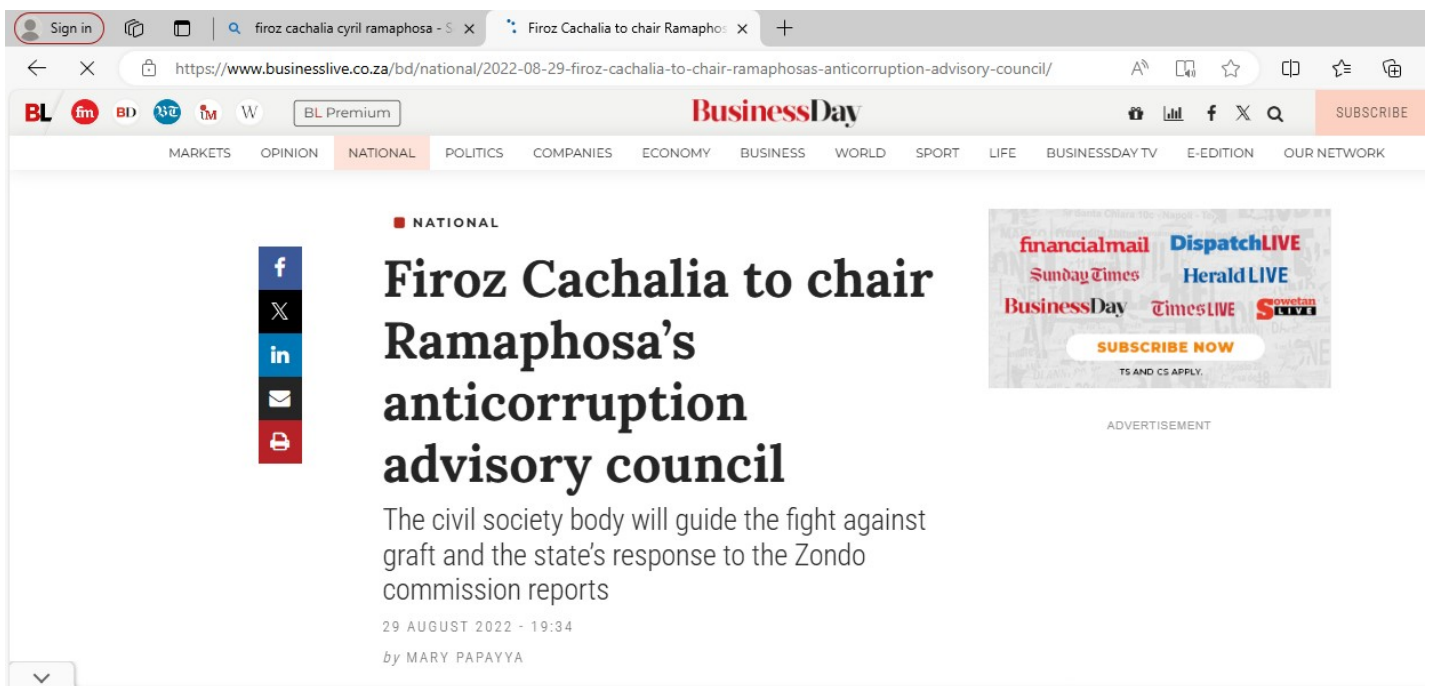 Sign in
firoz cachalia cyril ramaphosa - S
Firoz Cachalia to chair Ramaphos
https://www.businesslive.co.za/bd/national/2022-08-29-firoz-cachalia-to-chair-ramaphosas-anticorruption-advisory-council/
BL fm BD BT TM W BL Premium
BusinessDay
SUBSCRIBE
MARKETS OPINION NATIONAL POLITICS COMPANIES ECONOMY BUSINESS WORLD SPORT LIFE BUSINESSDAY TV E-EDITION OUR NETWORK
NATIONAL
Firoz Cachalia to chair
Ramaphosa’s
anticorruption
advisory council
The civil society body will guide the fight against
graft and the state’s response to the Zondo
commission reports
29 AUGUST 2022 - 19:34
by MARY PAPAYYA
financialmail DispatchLIVE
Sunday Times Herald LIVE
BusinessDay TimesLIVE Sowetan LIVE
SUBSCRIBE NOW
TS AND CS APPLY.
ADVERTISEMENT